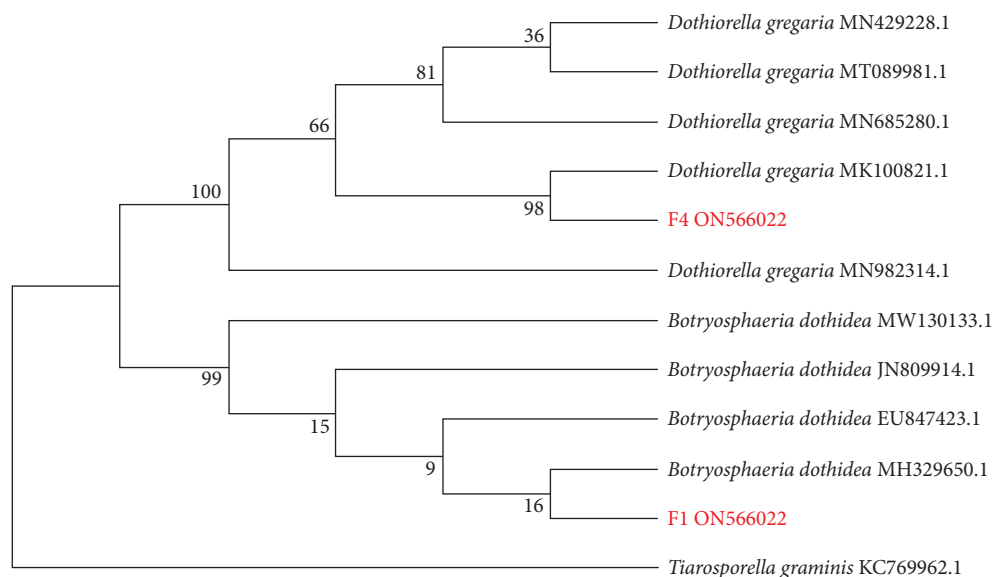 36
Dothiorella gregaria MN429228.1
81
Dothiorella gregaria MT089981.1
66
Dothiorella gregaria MN685280.1
100
Dothiorella gregaria MK100821.1
98
F4 ON566022
Dothiorella gregaria MN982314.1
Botryosphaeria dothidea MW130133.1
99
Botryosphaeria dothidea JN809914.1
15
Botryosphaeria dothidea EU847423.1
9
Botryosphaeria dothidea MH329650.1
16
F1 ON566022
Tiarosporella graminis KC769962.1